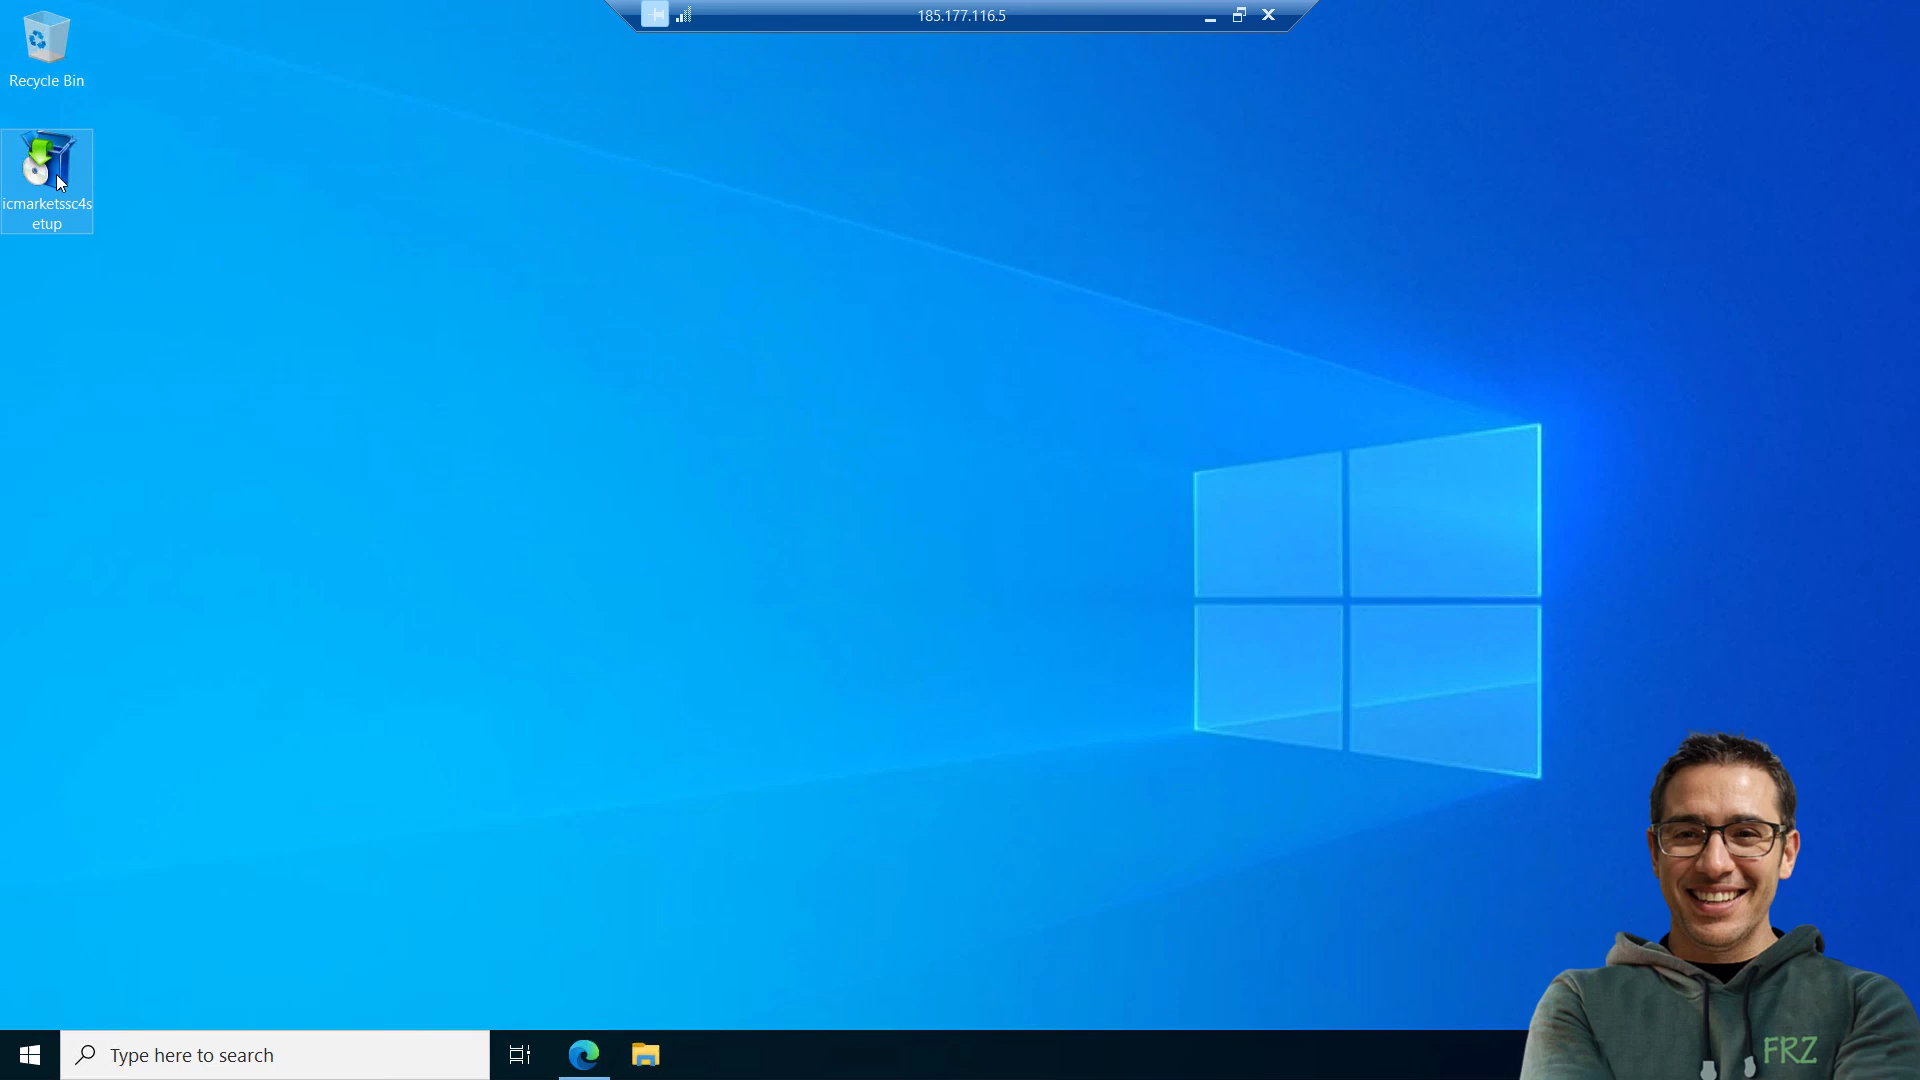 185.177.116.5
Recycle Bin
icmarketssc4s
etup
Type here to search
FRZ